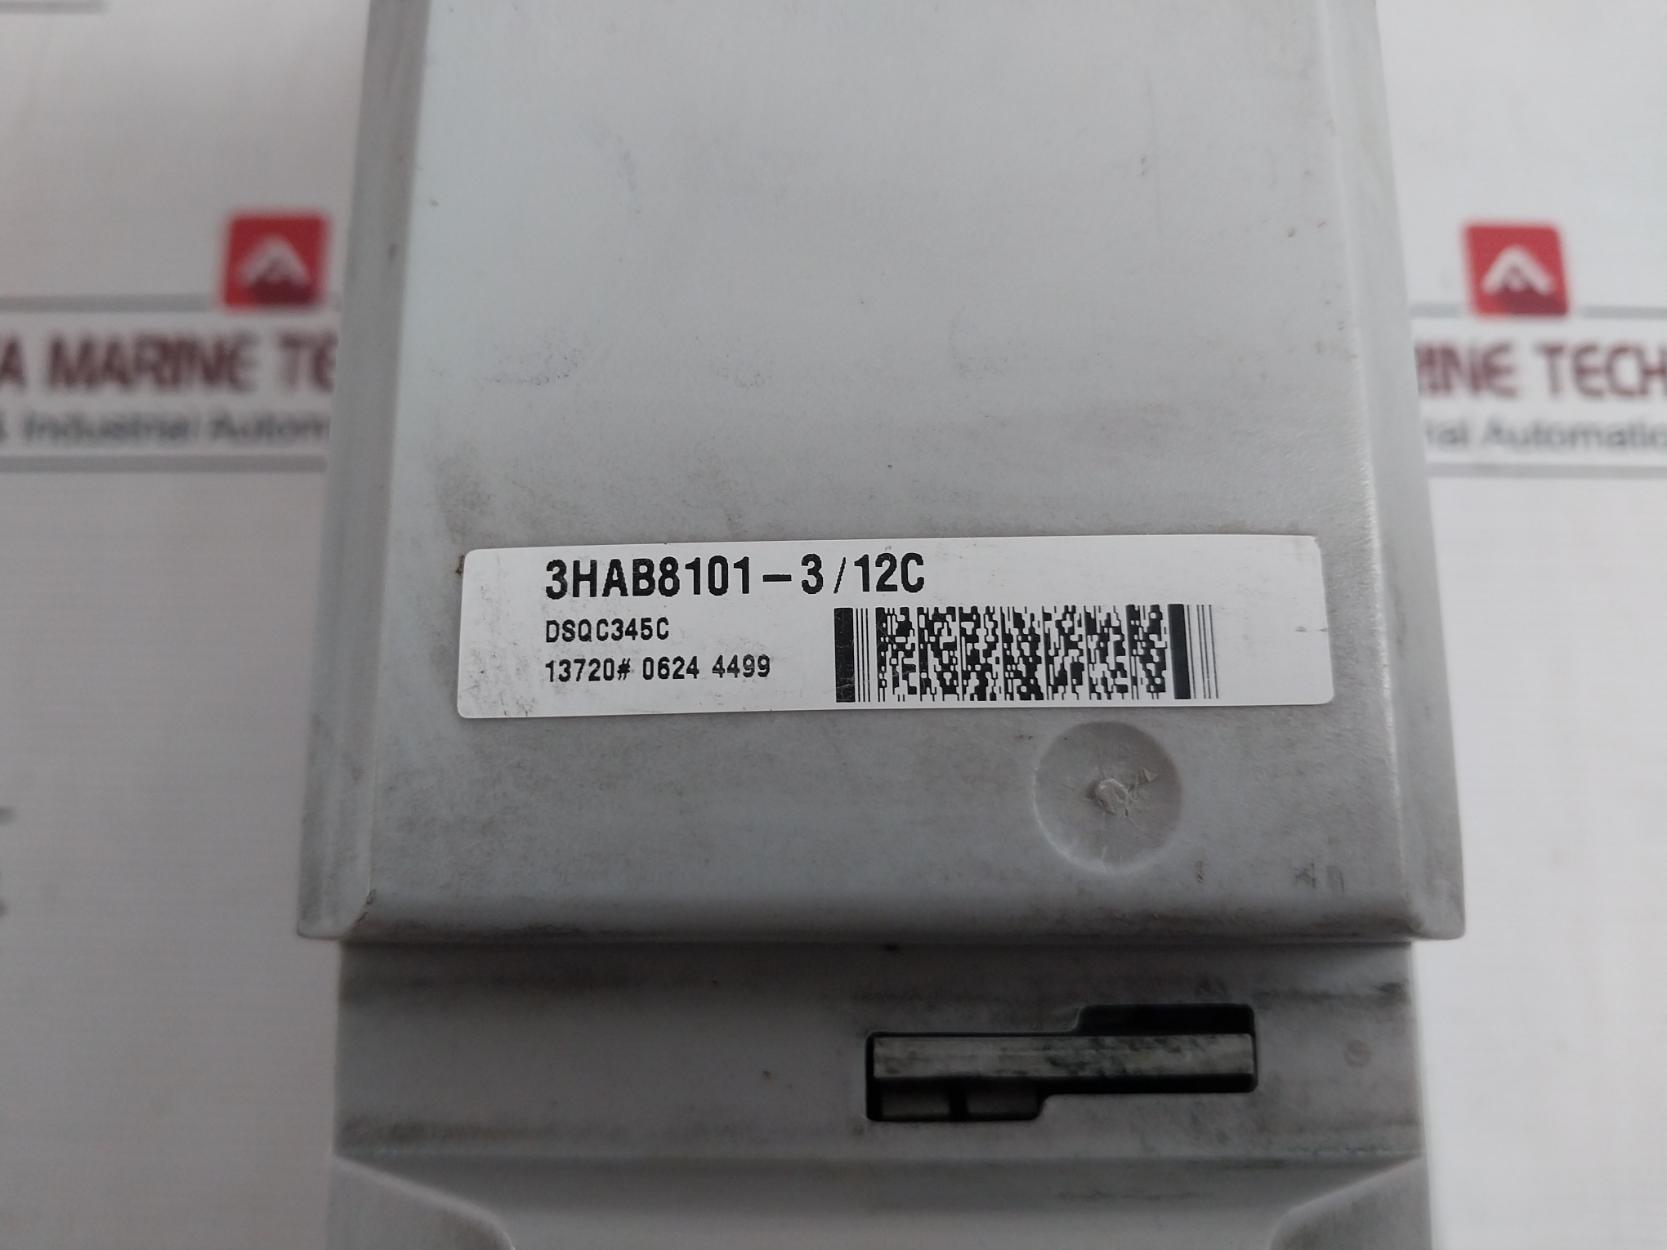 A MARINE TE
& Industrial Autom
INE TECH
ial Automatio
3HAB8101-3/12C
DSQC345C
13720# 0624 4499